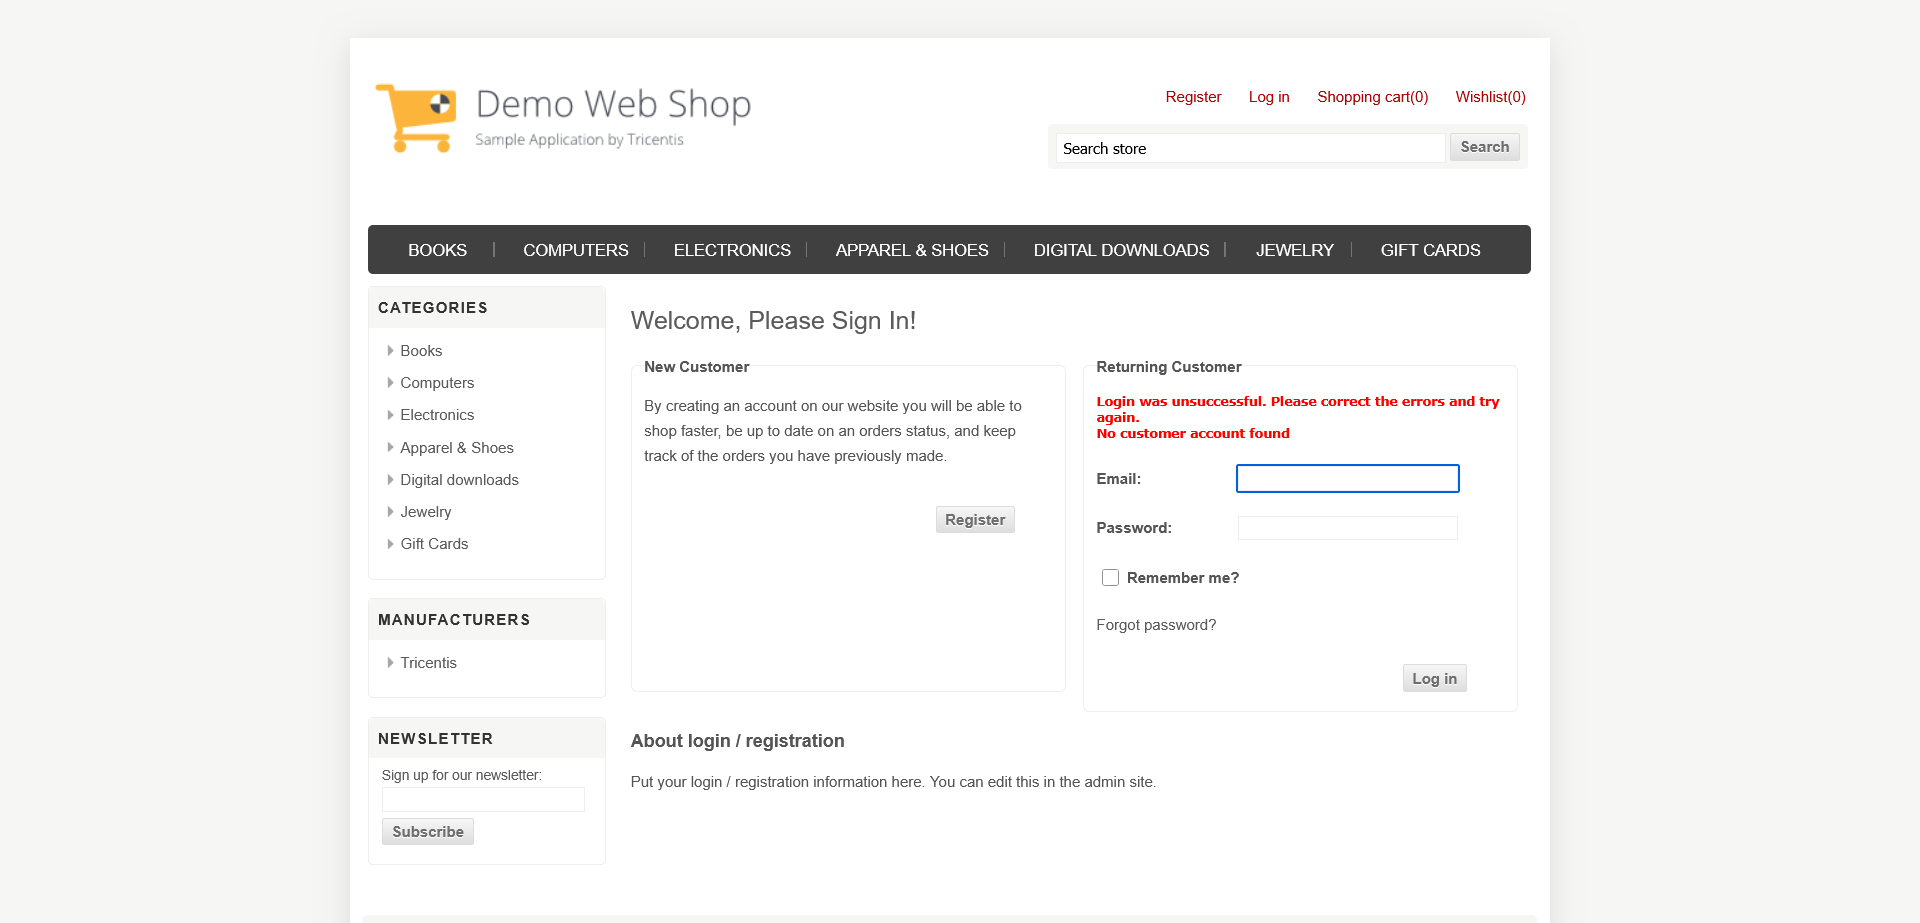 Demo Web Shop
Sample Application by Tricentis
Register
Log in
Shopping cart(0)
Wishlist(0)
Search store
Search
BOOKS
COMPUTERS
ELECTRONICS
APPAREL & SHOES
DIGITAL DOWNLOADS
JEWELRY
GIFT CARDS
CATEGORIES
Books
Computers
Electronics
Apparel & Shoes
Digital downloads
Jewelry
Gift Cards
MANUFACTURERS
Tricentis
NEWSLETTER
Sign up for our newsletter:
Subscribe
Welcome, Please Sign In!
New Customer
By creating an account on our website you will be able to
shop faster, be up to date on an orders status, and keep
track of the orders you have previously made.
Register
Returning Customer
Login was unsuccessful. Please correct the errors and try
again.
No customer account found
Email:
Password:
Remember me?
Forgot password?
Log in
About login / registration
Put your login / registration information here. You can edit this in the admin site.